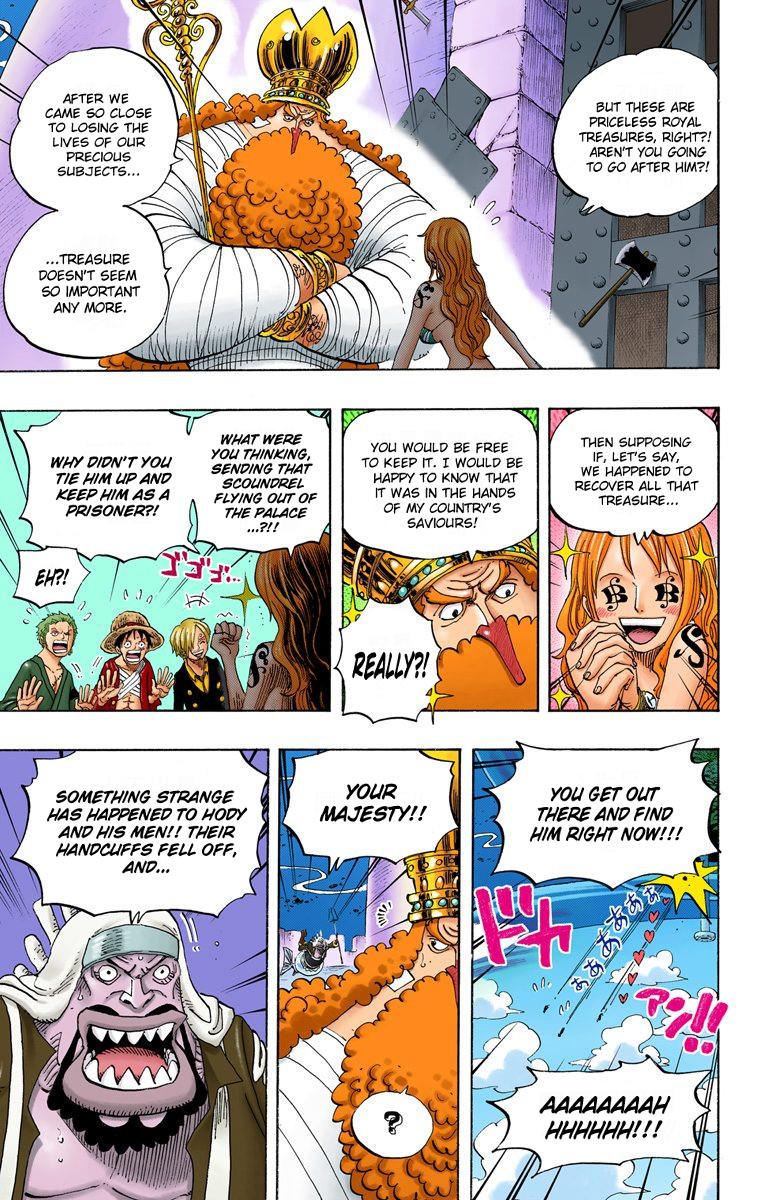 BUT THESE ARE
PRICELESS ROYAL
TREASURES, RIGHT?!
AREN'T YOU GOING
TO GO AFTER HIM?!
AFTER WE
CAME SO CLOSE
TO LOSING THE
LIVES OF OUR
PRECIOUS
SUBJECTS...
...TREASURE
DOESN'T SEEM
SO IMPORTANT
ANY MORE.
THEN SUPPOSING
IF, LET'S SAY,
WE HAPPENED TO
RECOVER ALL THAT
TREASURE...
YOU WOULD BE FREE
TO KEEP IT. I WOULD BE
HAPPY TO KNOW THAT
IT WAS IN THE HANDS
OF MY COUNTRY'S
SAVIOURS!
REALLY?!
WHAT WERE
YOU THINKING,
SENDING THAT
SCOUNDREL
FLYING OUT OF
THE PALACE
...?!!
WHY DIDN'T YOU
TIE HIM UP AND
KEEP HIM AS A
PRISONER?!
ゴゴゴ...
EH?!
YOU GET OUT
THERE AND FIND
HIM RIGHT NOW!!!
ドカ
ああああぁぁ
アン!!
AAAAAAAAH
HHHHHH!!!
YOUR
MAJESTY!!
?
SOMETHING STRANGE
HAS HAPPENED TO HODY
AND HIS MEN!! THEIR
HANDCUFFS FELL OFF,
AND...